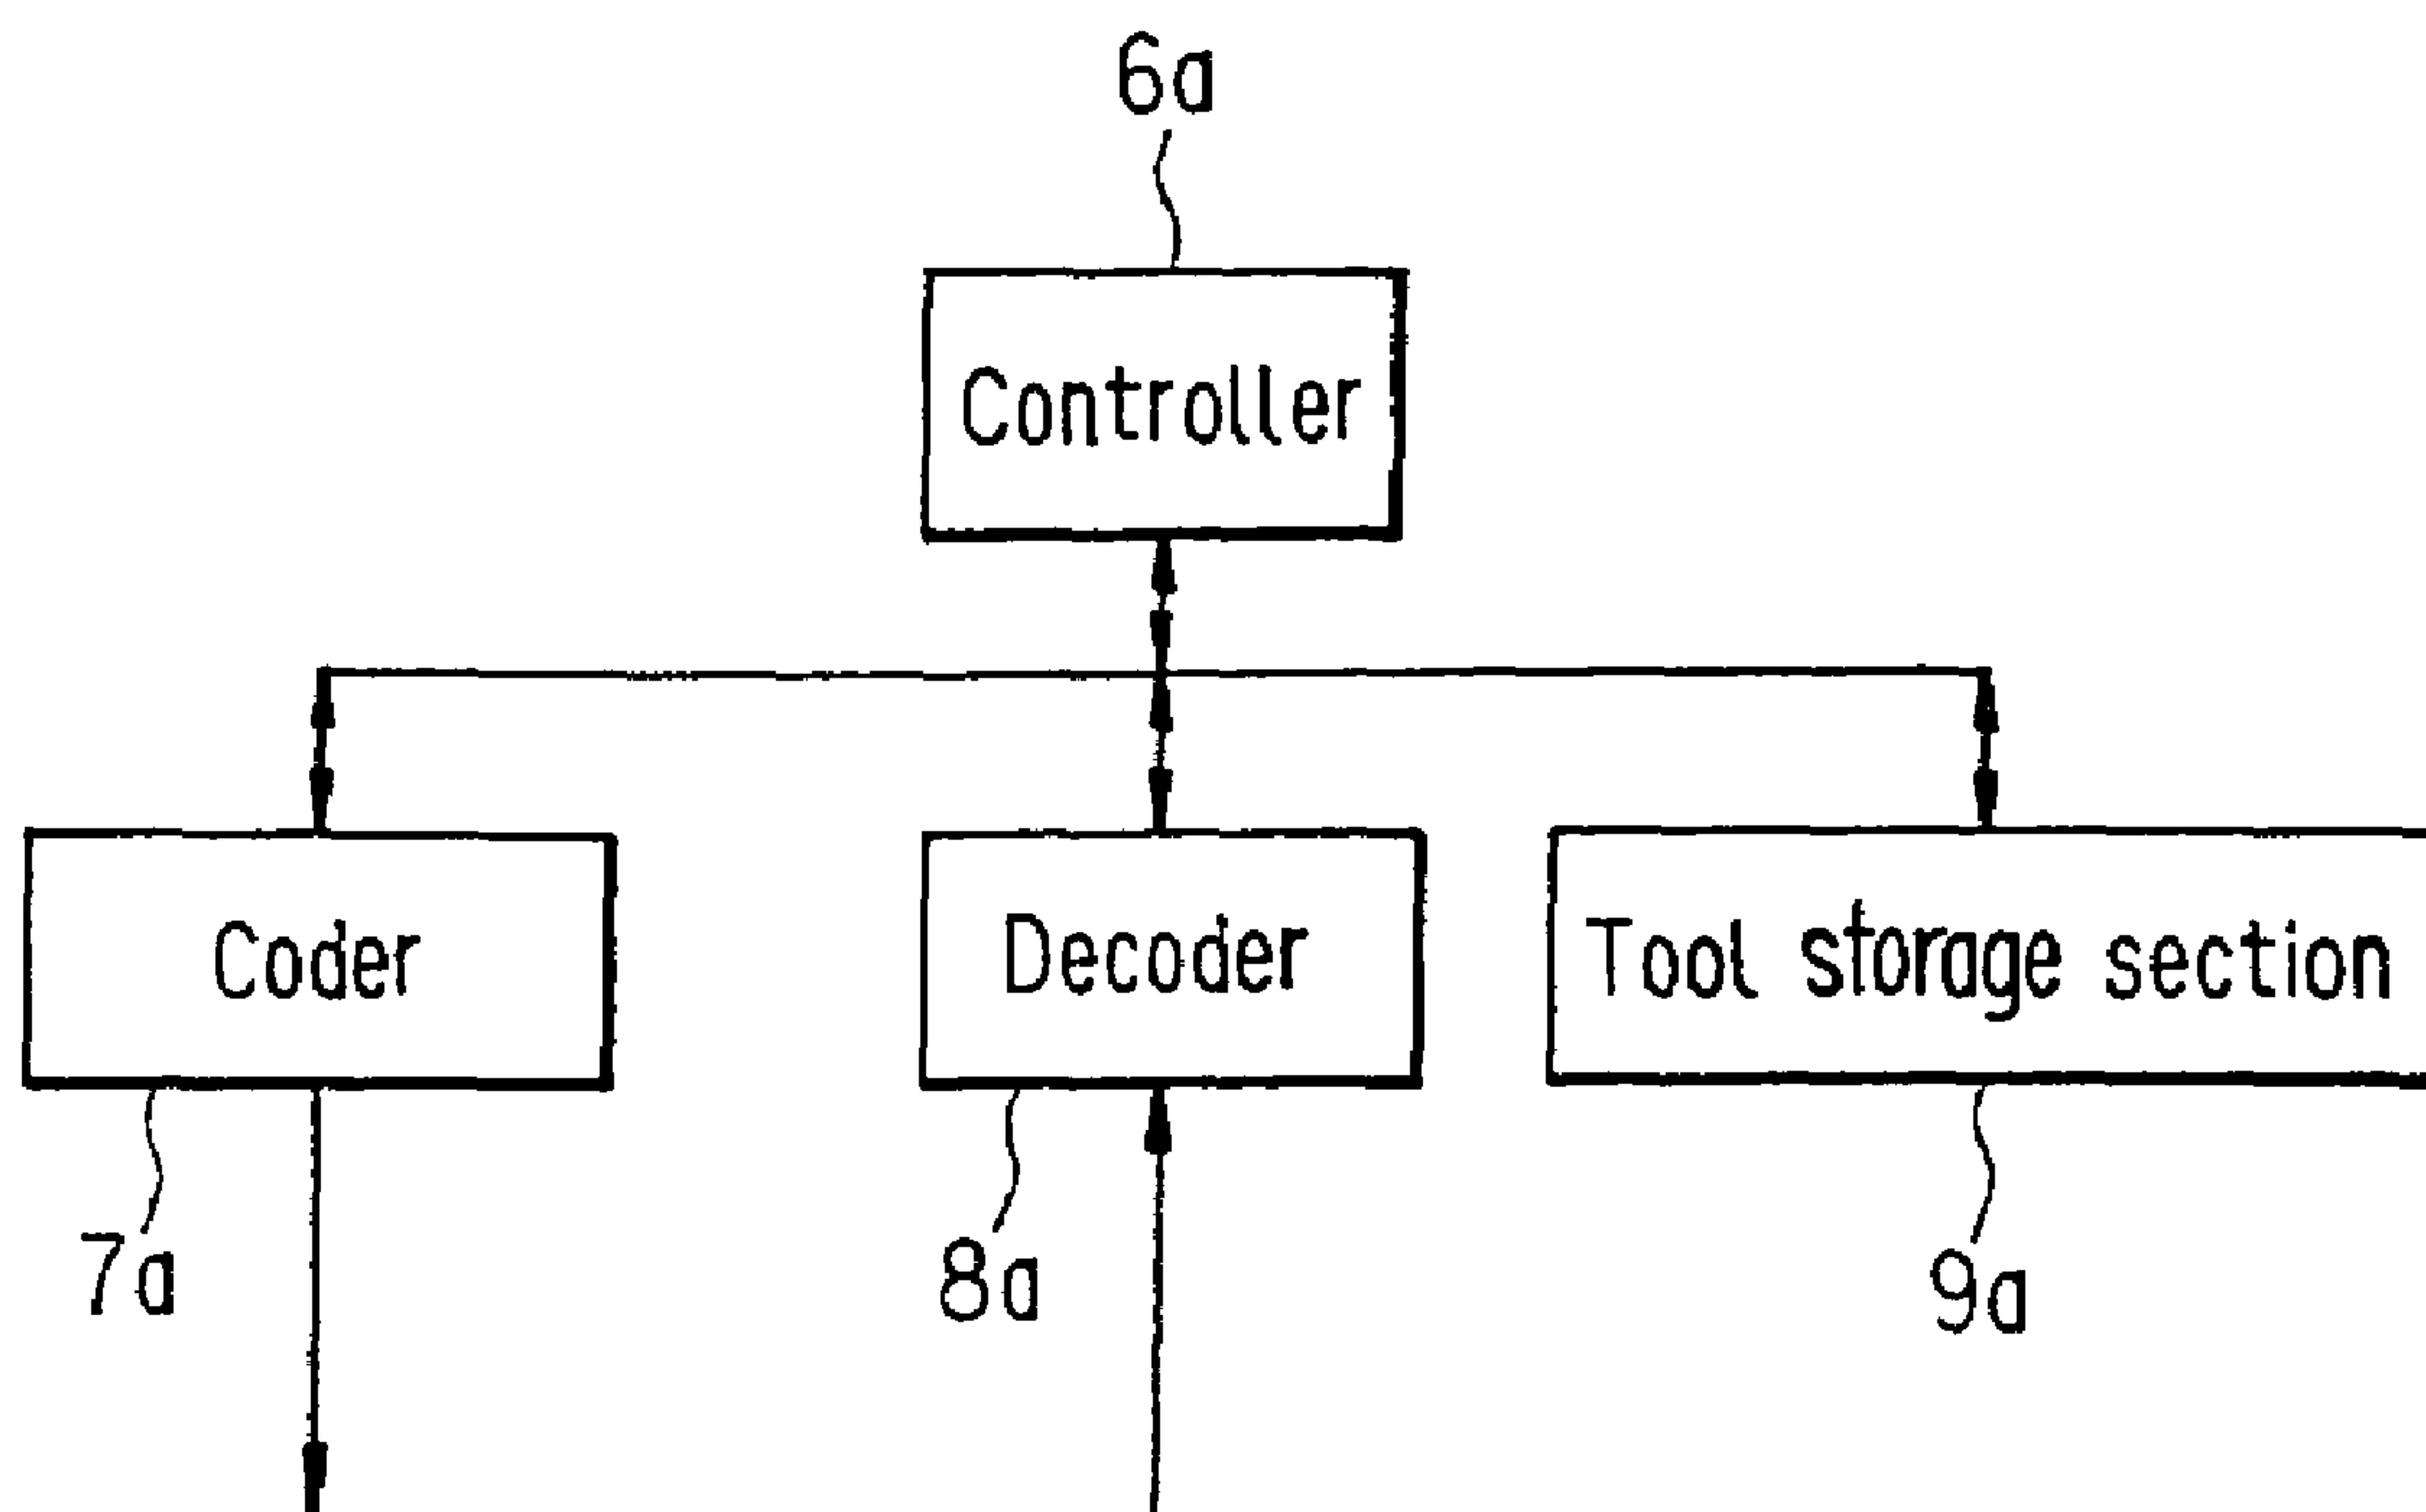 6a
Controller
Coder
Decoder
Tool storage section
7a
8a
9a